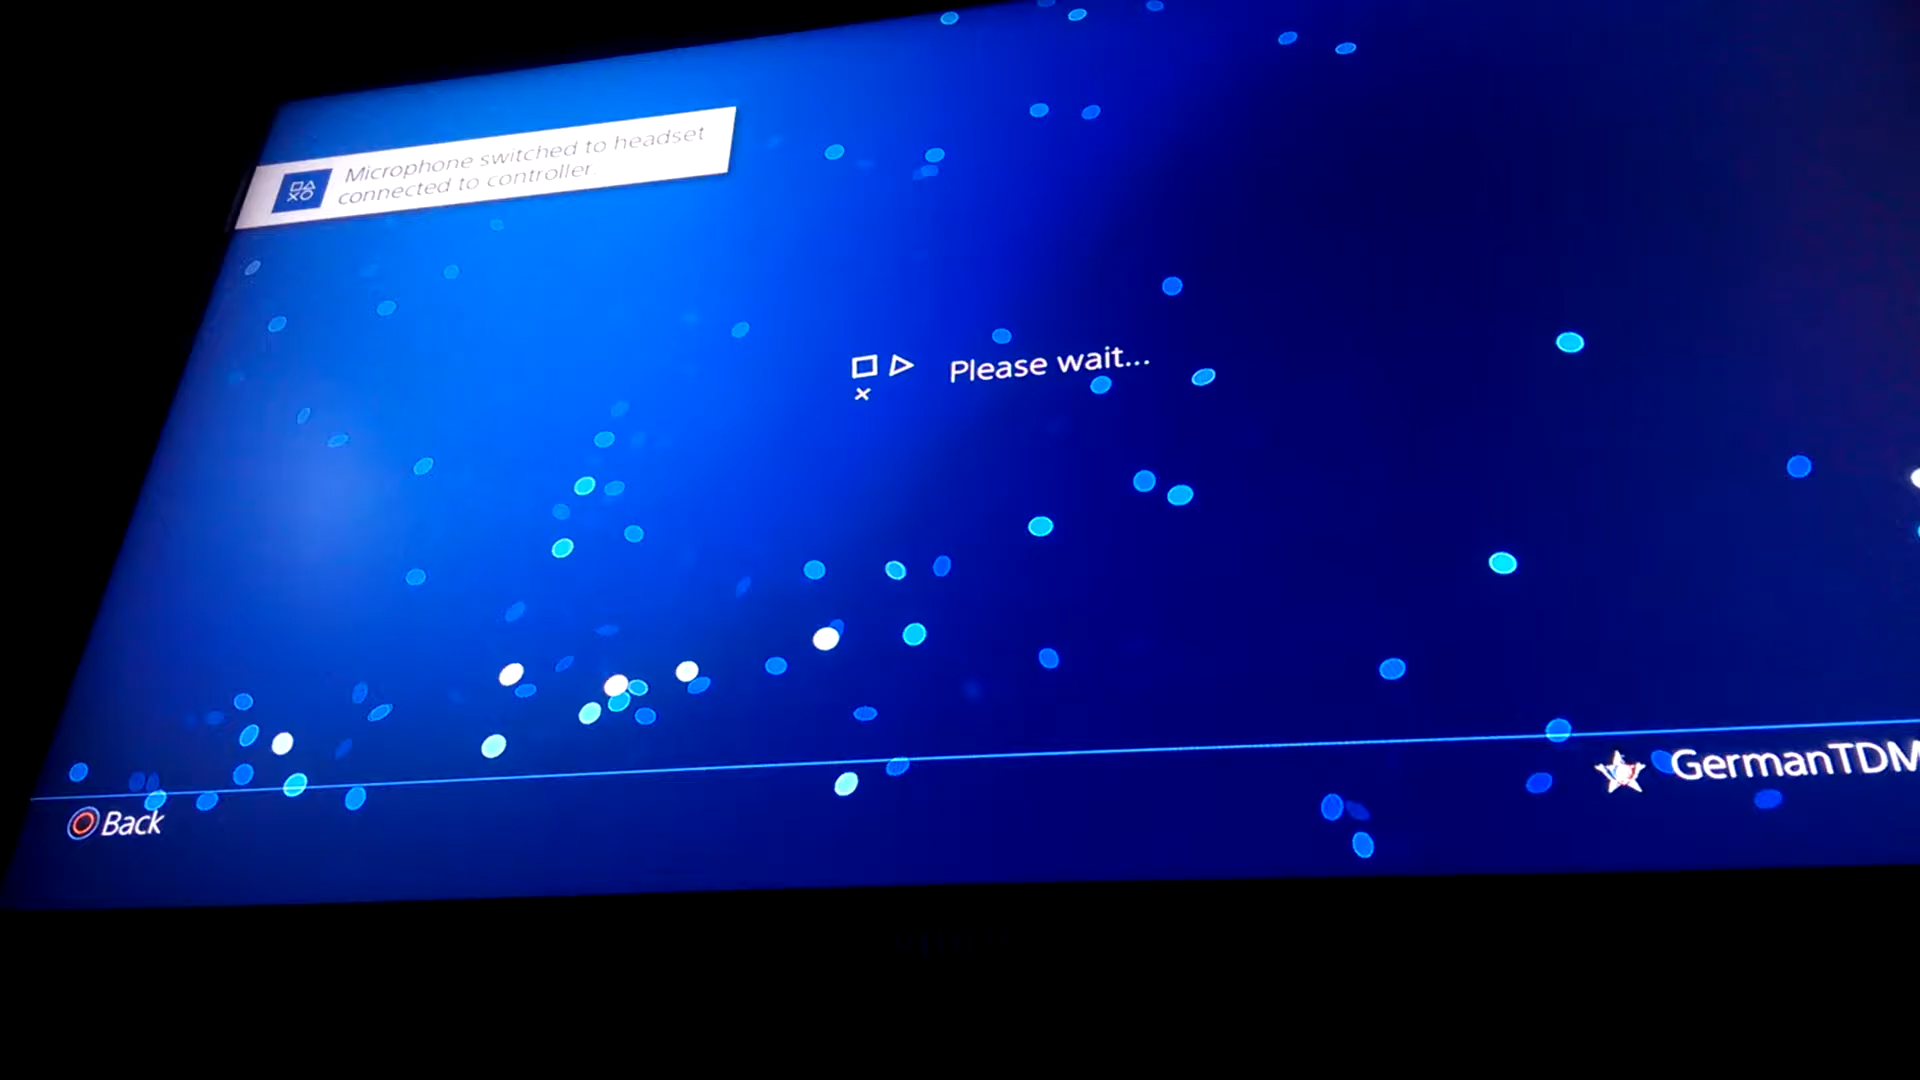 Microphone switched to headset
connected to controller.
Please wait...
Back
GermanTDM